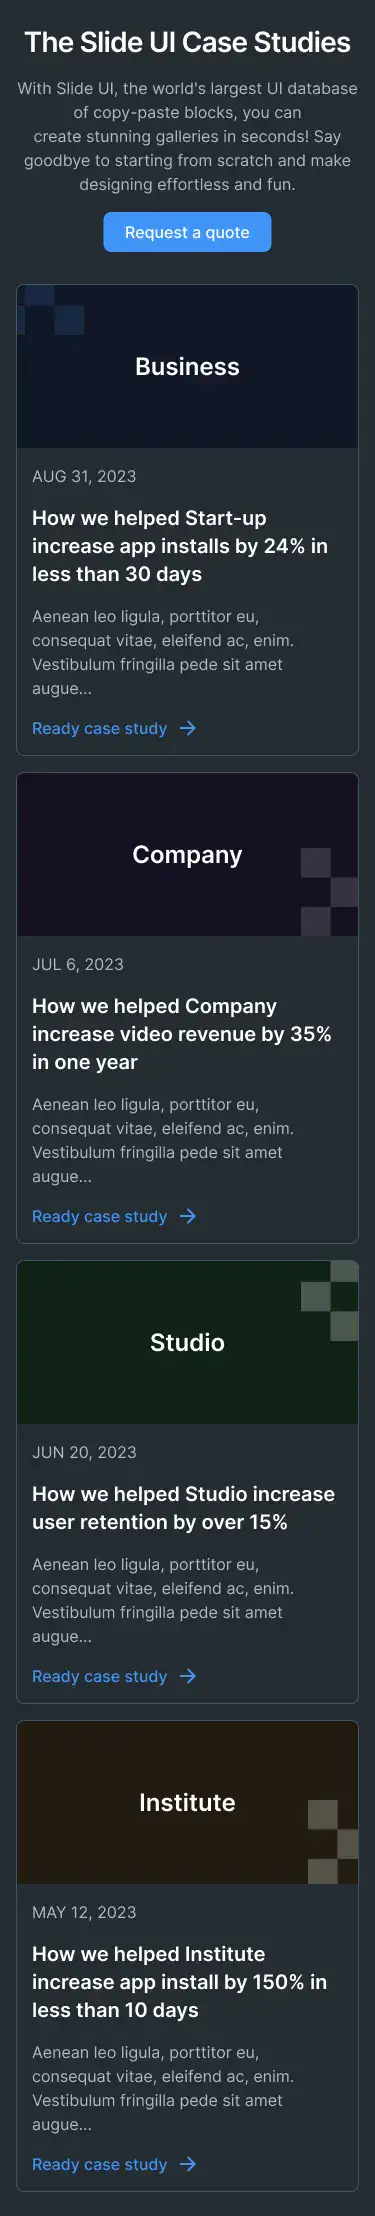 The Slide UI Case Studies
With Slide UI, the world's largest UI database
of copy-paste blocks, you can
create stunning galleries in seconds! Say
goodbye to starting from scratch and make
designing effortless and fun.
Request a quote
Business
AUG 31, 2023
How we helped Start-up
increase app installs by 24% in
less than 30 days
Aenean leo ligula, porttitor eu,
consequat vitae, eleifend ac, enim.
Vestibulum fringilla pede sit amet
augue...
Ready case study
Company
JUL 6, 2023
How we helped Company
increase video revenue by 35%
in one year
Aenean leo ligula, porttitor eu,
consequat vitae, eleifend ac, enim.
Vestibulum fringilla pede sit amet
augue...
Ready case study
Studio
JUN 20, 2023
How we helped Studio increase
user retention by over 15%
Aenean leo ligula, porttitor eu,
consequat vitae, eleifend ac, enim.
Vestibulum fringilla pede sit amet
augue...
Ready case study
Institute
MAY 12, 2023
How we helped Institute
increase app install by 150% in
less than 10 days
Aenean leo ligula, porttitor eu,
consequat vitae, eleifend ac, enim.
Vestibulum fringilla pede sit amet
augue...
Ready case study